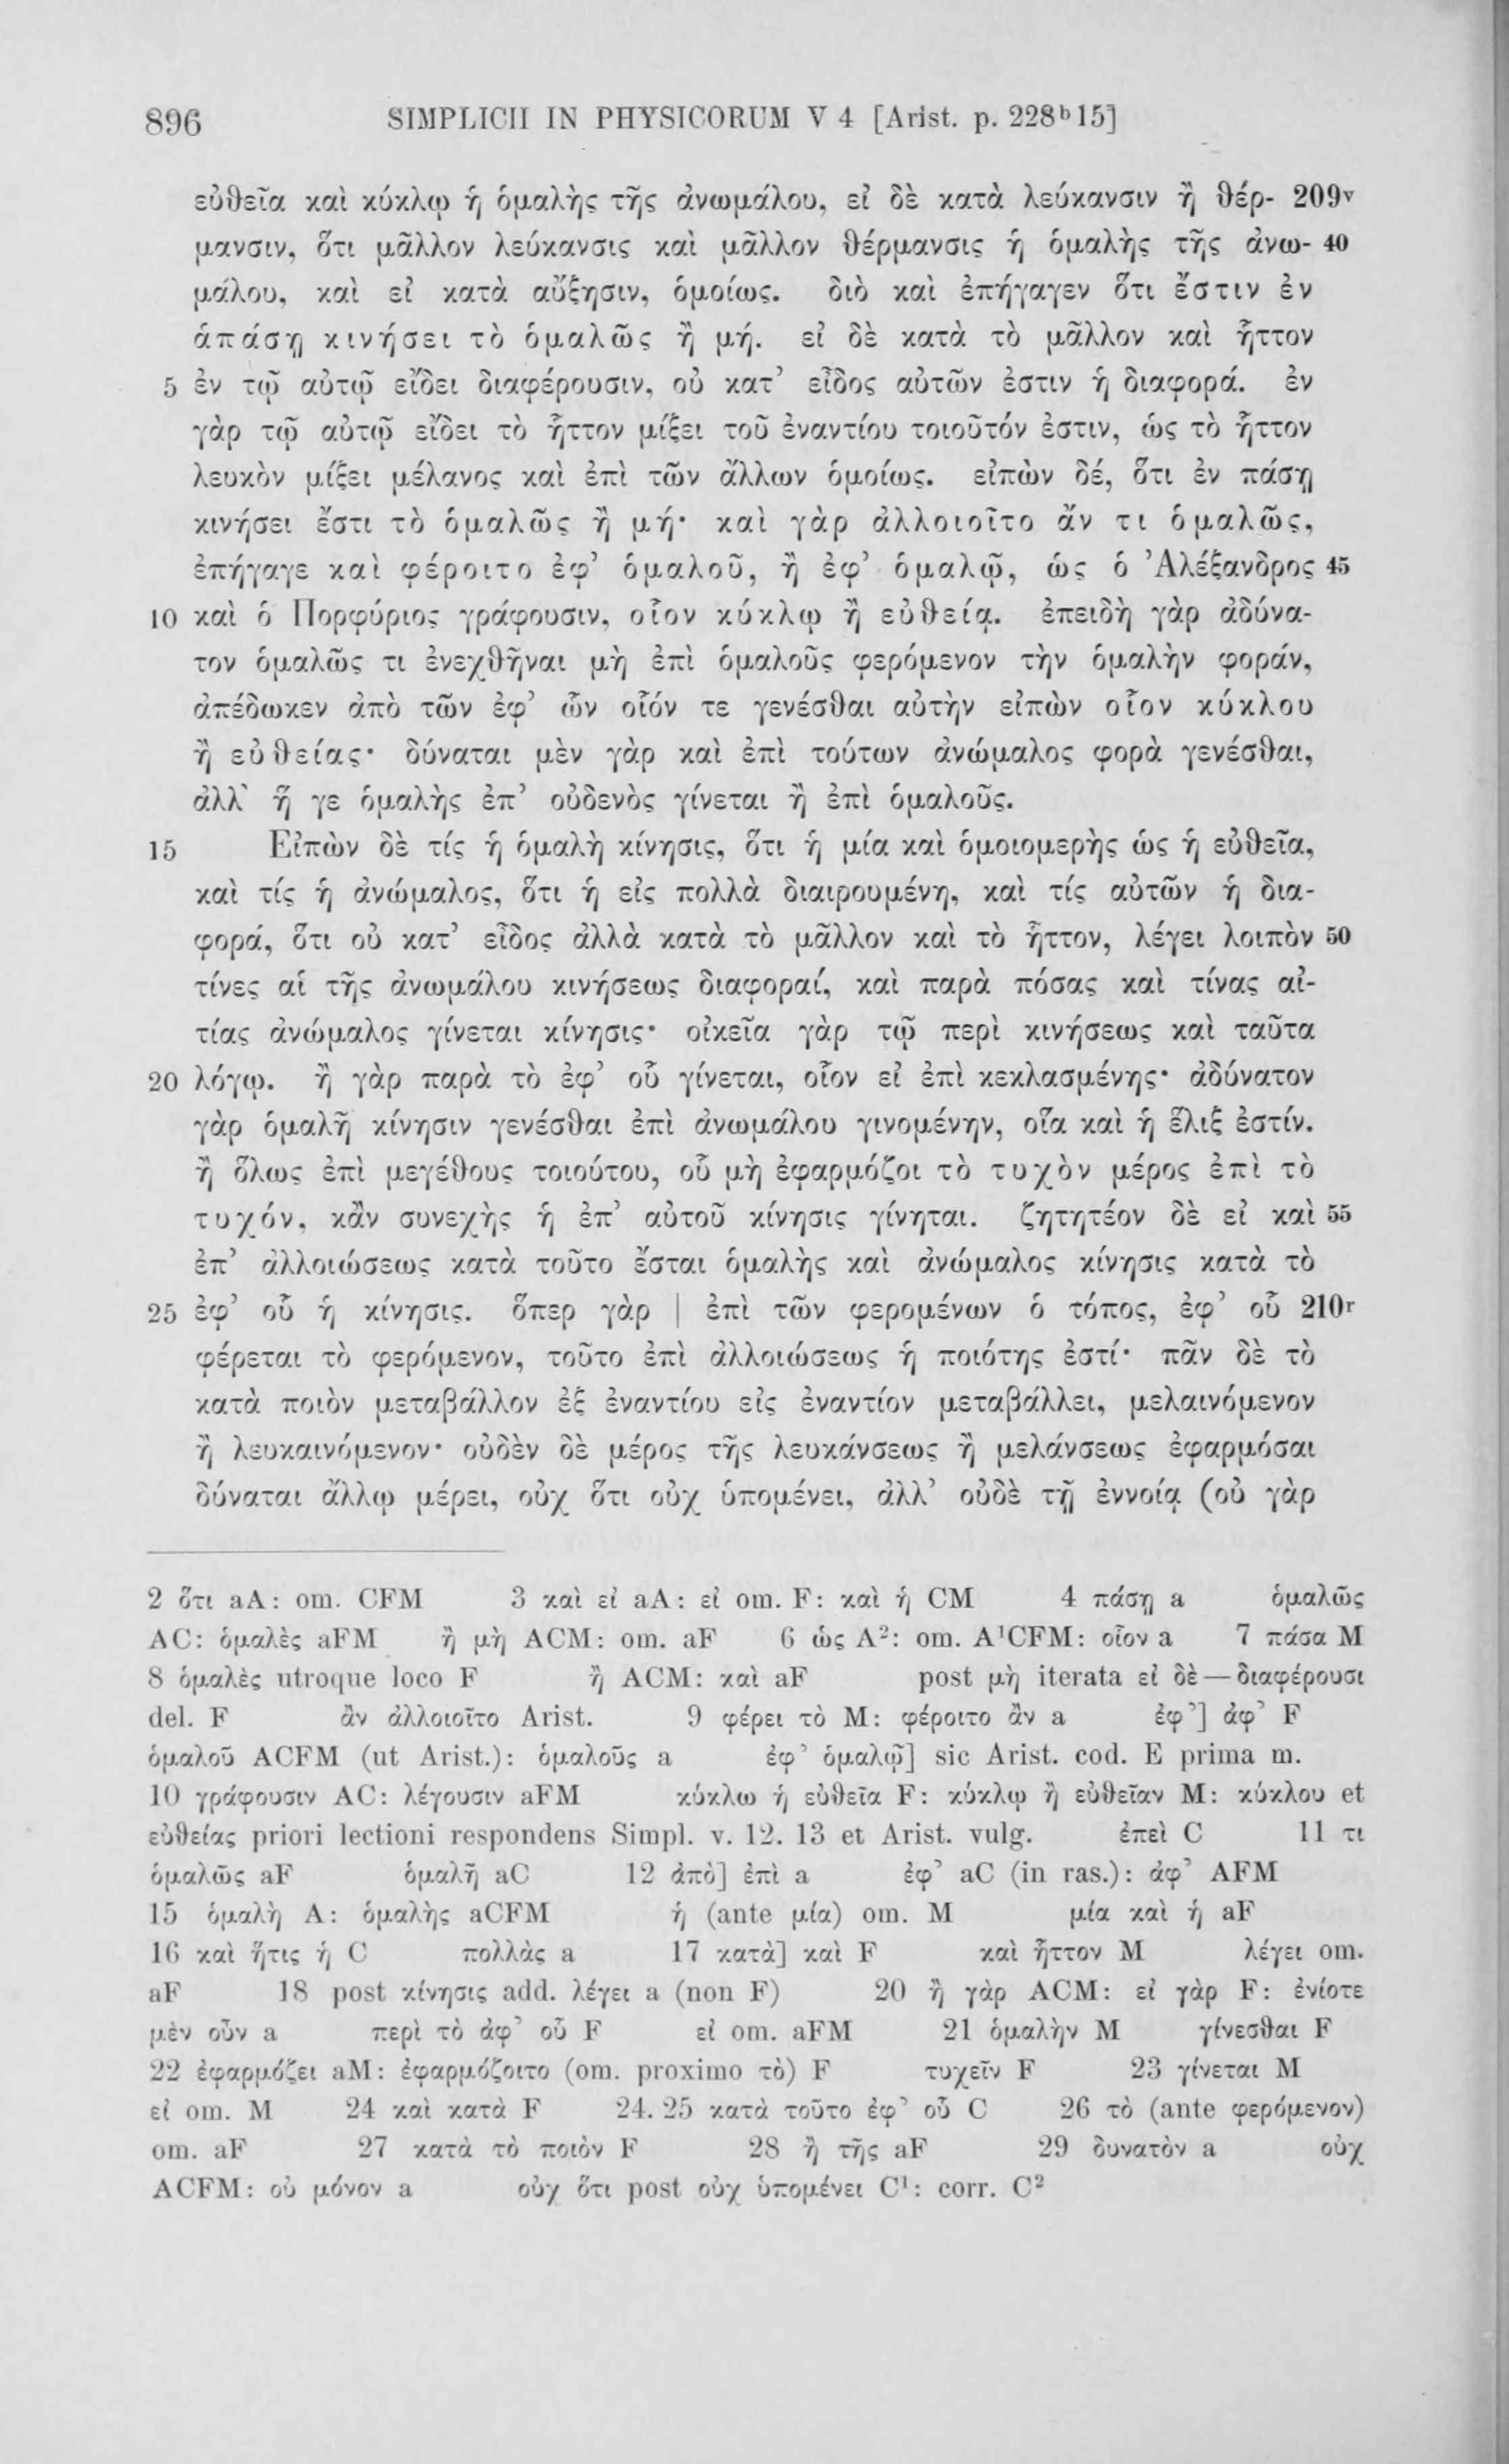 896 SIMPLICII IN PHYSICORUM V 4 [Arist. p. 228ᵇ15]
εὐθεῖα καὶ κύκλῳ ἡ ὁμαλὴς τῆς ἀνωμάλου, εἰ δὲ κατὰ λεύκανσιν ἢ θέρ- 209ᵛ
μανσιν, ὅτι μᾶλλον λεύκανσις καὶ μᾶλλον θέρμανσις ἡ ὁμαλὴς τῆς ἀνω- 40
μάλου, καὶ εἰ κατὰ αὔξησιν, ὁμοίως. διὸ καὶ ἐπήγαγεν ὅτι ἔστιν ἐν
ἁπάσῃ κινήσει τὸ ὁμαλῶς ἢ μή. εἰ δὲ κατὰ τὸ μᾶλλον καὶ ἧττον
5 ἐν τῷ αὐτῷ εἴδει διαφέρουσιν, οὐ κατ’ εἶδος αὐτῶν ἐστιν ἡ διαφορά. ἐν
γὰρ τῷ αὐτῷ εἴδει τὸ ἧττον μίξει τοῦ ἐναντίου τοιοῦτόν ἐστιν, ὡς τὸ ἧττον
λευκὸν μίξει μέλανος καὶ ἐπὶ τῶν ἄλλων ὁμοίως. εἰπὼν δέ, ὅτι ἐν πάσῃ
κινήσει ἔστι τὸ ὁμαλῶς ἢ μή· καὶ γὰρ ἀλλοιοῖτο ἄν τι ὁμαλῶς,
ἐπήγαγε καὶ φέροιτο ἐφ’ ὁμαλοῦ, ἢ ἐφ’ ὁμαλῷ, ὡς ὁ Ἀλέξανδρος 45
10 καὶ ὁ Πορφύριος γράφουσιν, οἷον κύκλῳ ἢ εὐθείᾳ. ἐπειδὴ γὰρ ἀδύνα-
τον ὁμαλῶς τι ἐνεχθῆναι μὴ ἐπὶ ὁμαλοῦς φερόμενον τὴν ὁμαλὴν φοράν,
ἀπέδωκεν ἀπὸ τῶν ἐφ’ ὧν οἷόν τε γενέσθαι αὐτὴν εἰπὼν οἷον κύκλου
ἢ εὐθείας· δύναται μὲν γὰρ καὶ ἐπὶ τούτων ἀνώμαλος φορὰ γενέσθαι,
ἀλλ’ ἥ γε ὁμαλὴς ἐπ’ οὐδενὸς γίνεται ἢ ἐπὶ ὁμαλοῦς.
15 Εἰπὼν δὲ τίς ἡ ὁμαλὴ κίνησις, ὅτι ἡ μία καὶ ὁμοιομερὴς ὡς ἡ εὐθεῖα,
καὶ τίς ἡ ἀνώμαλος, ὅτι ἡ εἰς πολλὰ διαιρουμένη, καὶ τίς αὐτῶν ἡ δια-
φορά, ὅτι οὐ κατ’ εἶδος ἀλλὰ κατὰ τὸ μᾶλλον καὶ τὸ ἧττον, λέγει λοιπὸν 50
τίνες αἱ τῆς ἀνωμάλου κινήσεως διαφοραί, καὶ παρὰ πόσας καὶ τίνας αἰ-
τίας ἀνώμαλος γίνεται κίνησις· οἰκεῖα γὰρ τῷ περὶ κινήσεως καὶ ταῦτα
20 λόγῳ. ἢ γὰρ παρὰ τὸ ἐφ’ οὗ γίνεται, οἷον εἰ ἐπὶ κεκλασμένης· ἀδύνατον
γὰρ ὁμαλῆ κίνησιν γενέσθαι ἐπὶ ἀνωμάλου γινομένην, οἵα καὶ ἡ ἕλιξ ἐστίν.
ἢ ὅλως ἐπὶ μεγέθους τοιούτου, οὗ μὴ ἐφαρμόζοι τὸ τυχὸν μέρος ἐπὶ τὸ
τυχόν, κἂν συνεχὴς ἡ ἐπ’ αὐτοῦ κίνησις γίνηται. ζητητέον δὲ εἰ καὶ 55
ἐπ’ ἀλλοιώσεως κατὰ τοῦτο ἔσται ὁμαλὴς καὶ ἀνώμαλος κίνησις κατὰ τὸ
25 ἐφ’ οὗ ἡ κίνησις. ὅπερ γὰρ | ἐπὶ τῶν φερομένων ὁ τόπος, ἐφ’ οὗ 210ʳ
φέρεται τὸ φερόμενον, τοῦτο ἐπὶ ἀλλοιώσεως ἡ ποιότης ἐστί· πᾶν δὲ τὸ
κατὰ ποιὸν μεταβάλλον ἐξ ἐναντίου εἰς ἐναντίον μεταβάλλει, μελαινόμενον
ἢ λευκαινόμενον· οὐδὲν δὲ μέρος τῆς λευκάνσεως ἢ μελάνσεως ἐφαρμόσαι
δύναται ἄλλῳ μέρει, οὐχ ὅτι οὐχ ὑπομένει, ἀλλ’ οὐδὲ τῇ ἐννοίᾳ (οὐ γὰρ
2 ὅτι aA: om. CFM 3 καὶ εἰ aA: εἰ om. F: καὶ ἡ CM 4 πάσῃ a ὁμαλῶς
AC: ὁμαλὲς aFM ἢ μὴ ACM: om. aF 6 ὡς A²: om. A¹CFM: οἷον a 7 πάσα M
8 ὁμαλὲς utroque loco F ἢ ACM: καὶ aF post μὴ iterata εἰ δὲ — διαφέρουσι
del. F ἂν ἀλλοιοῖτο Arist. 9 φέρει τὸ M: φέροιτο ἂν a ἐφ’] ἀφ’ F
ὁμαλοῦ ACFM (ut Arist.): ὁμαλοῦς a ἐφ’ ὁμαλῷ] sic Arist. cod. E prima m.
10 γράφουσιν AC: λέγουσιν aFM κύκλω ἡ εὐθεῖα F: κύκλῳ ἢ εὐθεῖαν M: κύκλου et
εὐθείας priori lectioni respondens Simpl. v. 12. 13 et Arist. vulg. ἐπεὶ C 11 τι
ὁμαλῶς aF ὁμαλῆ aC 12 ἀπὸ] ἐπὶ a ἐφ’ aC (in ras.): ἀφ’ AFM
15 ὁμαλὴ A: ὁμαλὴς aCFM ἡ (ante μία) om. M μία καὶ ἡ aF
16 καὶ ἥτις ἡ C πολλὰς a 17 κατὰ] καὶ F καὶ ἧττον M λέγει om.
aF 18 post κίνησις add. λέγει a (non F) 20 ἢ γὰρ ACM: εἰ γὰρ F: ἐνίοτε
μὲν οὖν a περὶ τὸ ἀφ’ οὗ F εἰ om. aFM 21 ὁμαλὴν M γίνεσθαι F
22 ἐφαρμόζει aM: ἐφαρμόζοιτο (om. proximo τὸ) F τυχεῖν F 23 γίνεται M
εἰ om. M 24 καὶ κατὰ F 24. 25 κατὰ τοῦτο ἐφ’ οὗ C 26 τὸ (ante φερόμενον)
om. aF 27 κατὰ τὸ ποιὸν F 28 ἢ τῆς aF 29 δυνατὸν a οὐχ
ACFM: οὐ μόνον a οὐχ ὅτι post οὐχ ὑπομένει C¹: corr. C²